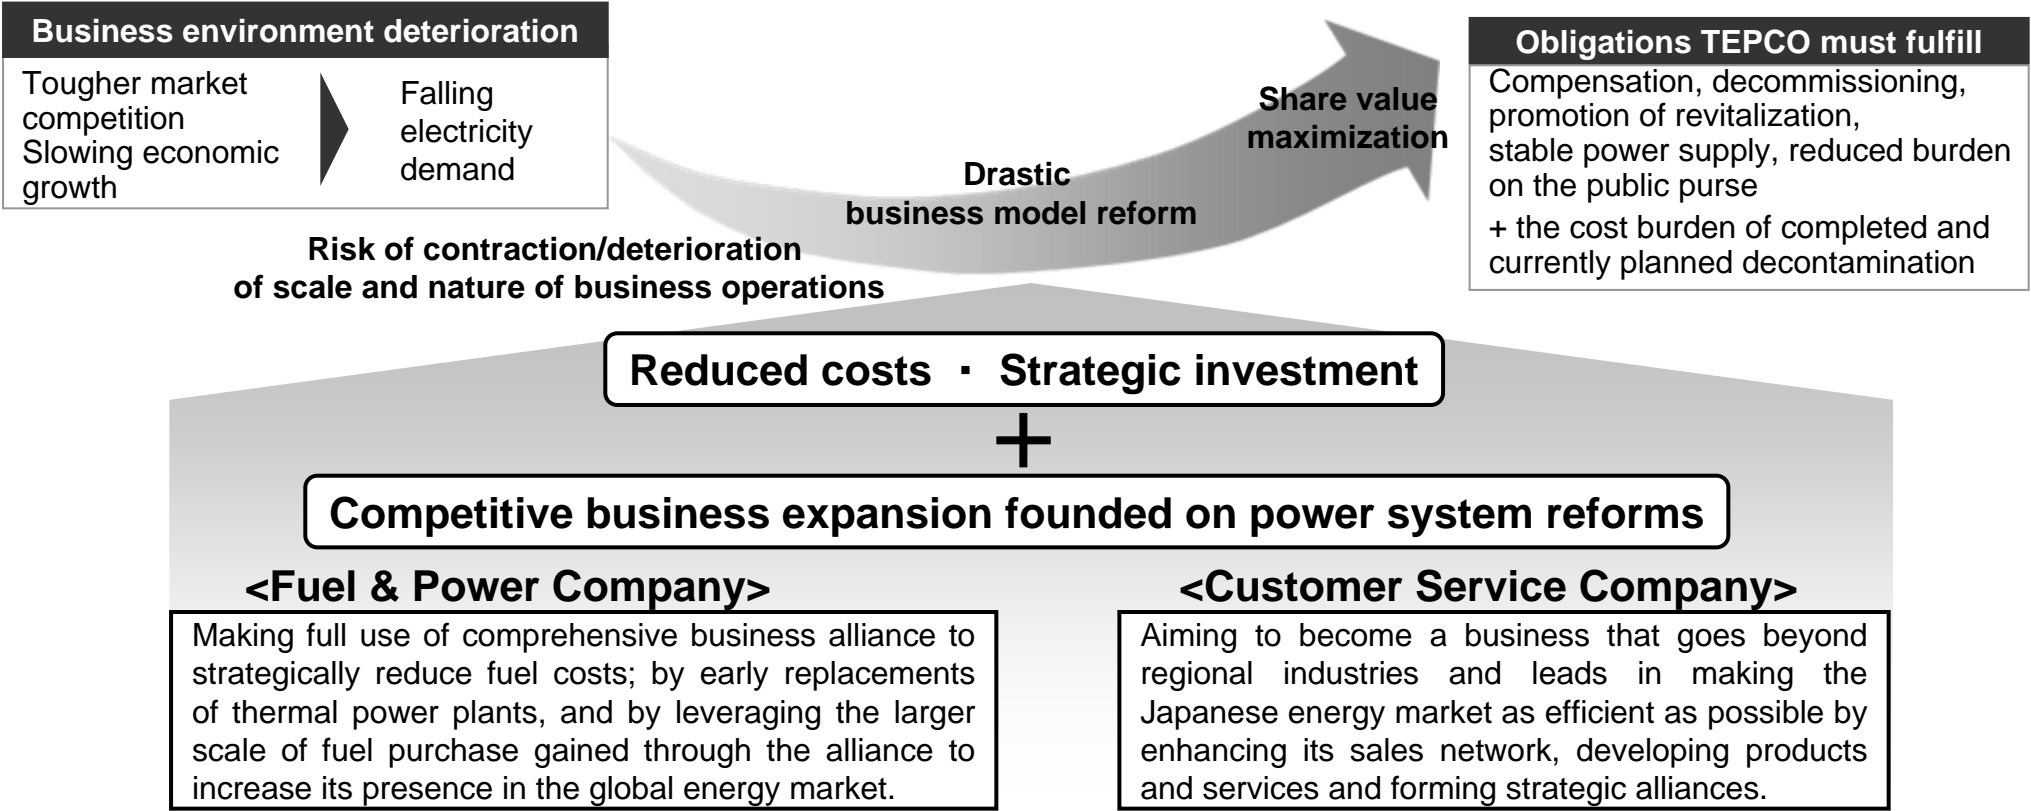 Business environment deterioration
Tougher market
competition
Slowing economic
growth
Falling
electricity
demand
Risk of contraction/deterioration
of scale and nature of business operations
Drastic
business model reform
Share value
maximization
Obligations TEPCO must fulfill
Compensation, decommissioning,
promotion of revitalization,
stable power supply, reduced burden
on the public purse
+ the cost burden of completed and
currently planned decontamination
Reduced costs ・ Strategic investment
+
Competitive business expansion founded on power system reforms
<Fuel & Power Company>
Making full use of comprehensive business alliance to
strategically reduce fuel costs; by early replacements
of thermal power plants, and by leveraging the larger
scale of fuel purchase gained through the alliance to
increase its presence in the global energy market.
<Customer Service Company>
Aiming to become a business that goes beyond
regional industries and leads in making the
Japanese energy market as efficient as possible by
enhancing its sales network, developing products
and services and forming strategic alliances.